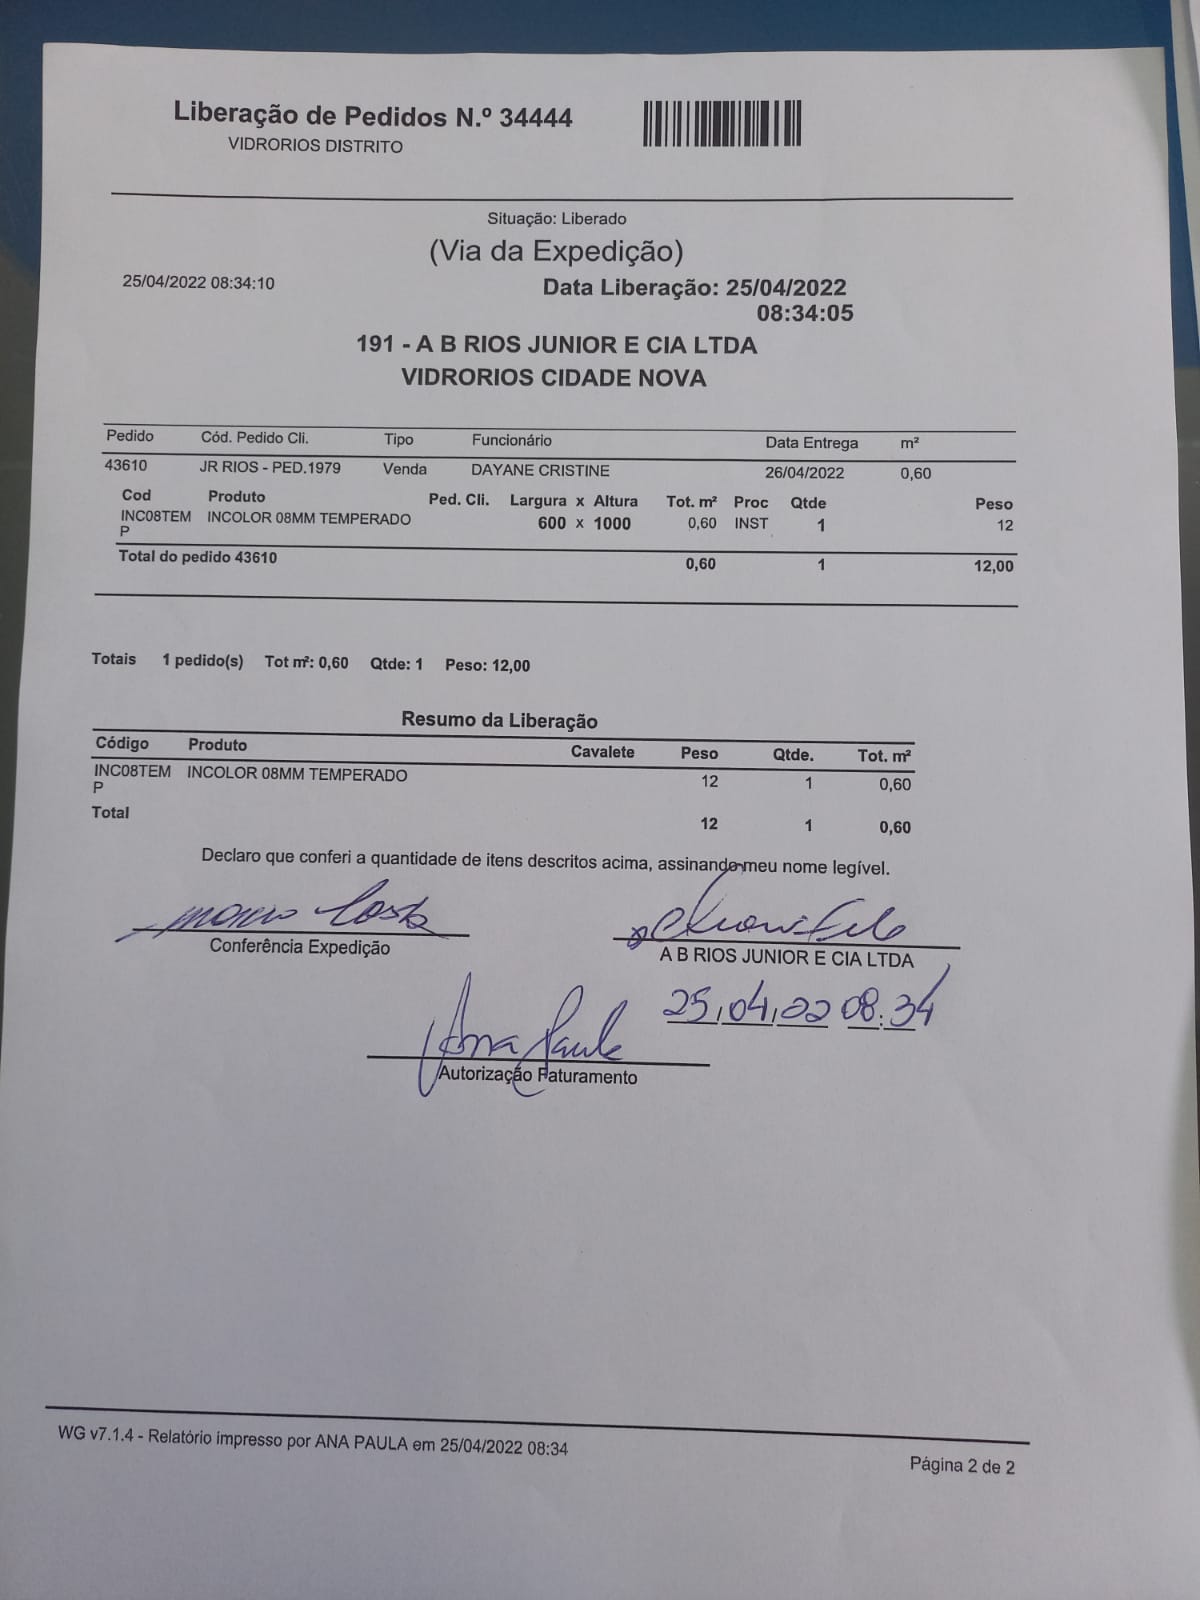 Liberação de Pedidos N.º 34444
VIDRORIOS DISTRITO
Situação: Liberado
(Via da Expedição)
25/04/2022 08:34:10
Data Liberação: 25/04/2022
08:34:05
191 - A B RIOS JUNIOR E CIA LTDA
VIDRORIOS CIDADE NOVA
Pedido Cód. Pedido Cli. Tipo Funcionário Data Entrega m²
43610 JR RIOS - PED.1979 Venda DAYANE CRISTINE 26/04/2022 0,60
Cod Produto Ped. Cli. Largura x Altura Tot. m² Proc Qtde Peso
INC08TEM INCOLOR 08MM TEMPERADO 600 x 1000 0,60 INST 1 12
P
Total do pedido 43610 0,60 1 12,00
Totais 1 pedido(s) Tot m²: 0,60 Qtde: 1 Peso: 12,00
Resumo da Liberação
Código Produto Cavalete Peso Qtde. Tot. m²
INC08TEM INCOLOR 08MM TEMPERADO 12 1 0,60
P
Total 12 1 0,60
Declaro que conferi a quantidade de itens descritos acima, assinando meu nome legível.
Costa
Conferência Expedição
A B RIOS JUNIOR E CIA LTDA
25,04,22 08:34
Ana Paula
Autorização Faturamento
WG v7.1.4 - Relatório impresso por ANA PAULA em 25/04/2022 08:34
Página 2 de 2